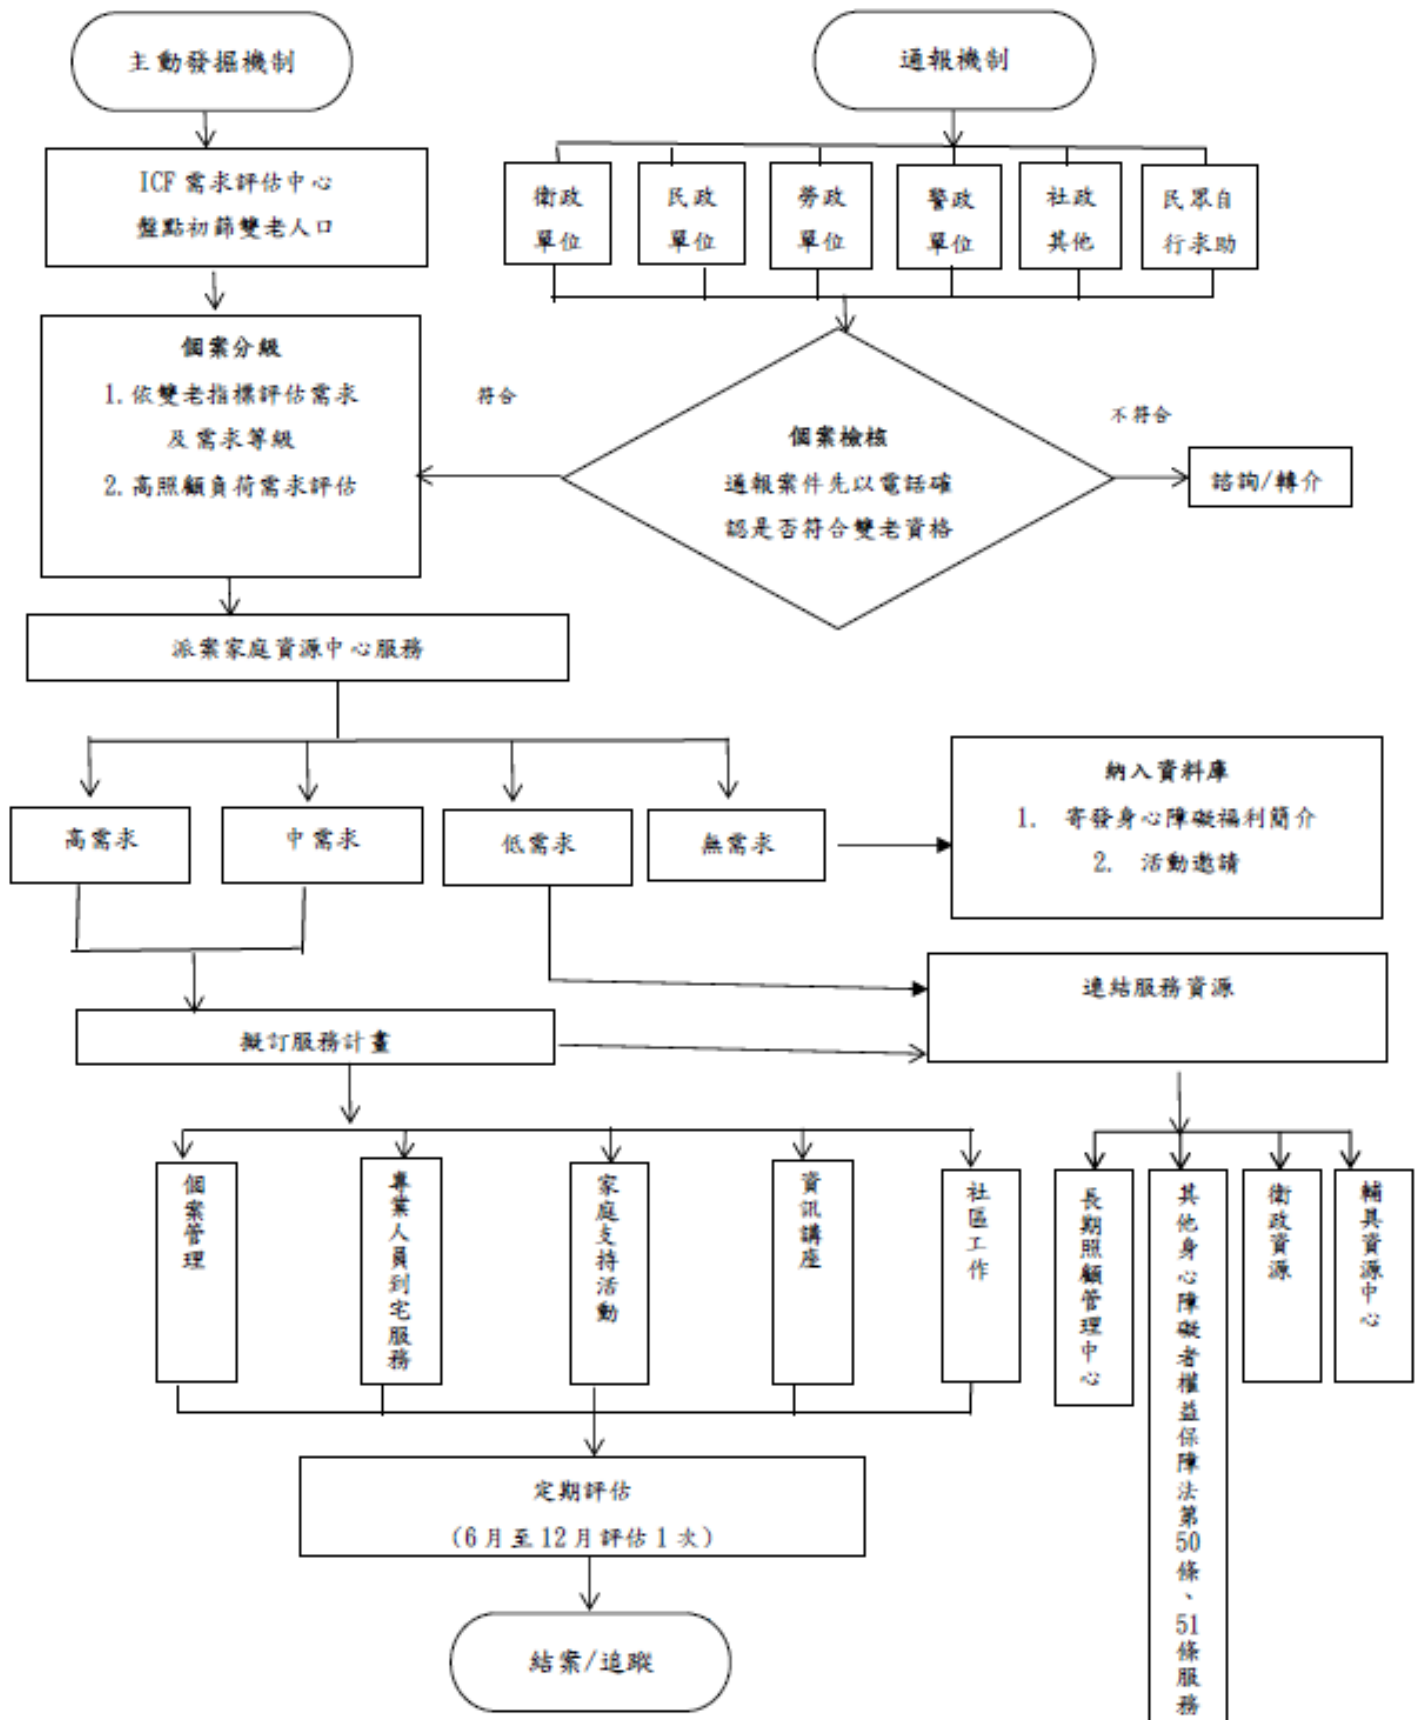 主動發掘機制
通報機制
ICF 需求評估中心
盤點初篩雙老人口
衛政
單位
民政
單位
勞政
單位
警政
單位
社政
其他
民眾自
行求助
個案分級
1.依雙老指標評估需求
及需求等級
2.高照顧負荷需求評估
符合
個案檢核
通報案件先以電話確
認是否符合雙老資格
不符合
諮詢/轉介
派案家庭資源中心服務
高需求
中需求
低需求
無需求
納入資料庫
1. 寄發身心障礙福利簡介
2. 活動邀請
連結服務資源
擬訂服務計畫
個案管理
專業人員到宅服務
家庭支持活動
資訊講座
社區工作
長期照顧管理中心
其他身心障礙者權益保障法第50條、51條服務
衛政資源
輔具資源中心
定期評估
(6月至12月評估1次)
結案/追蹤